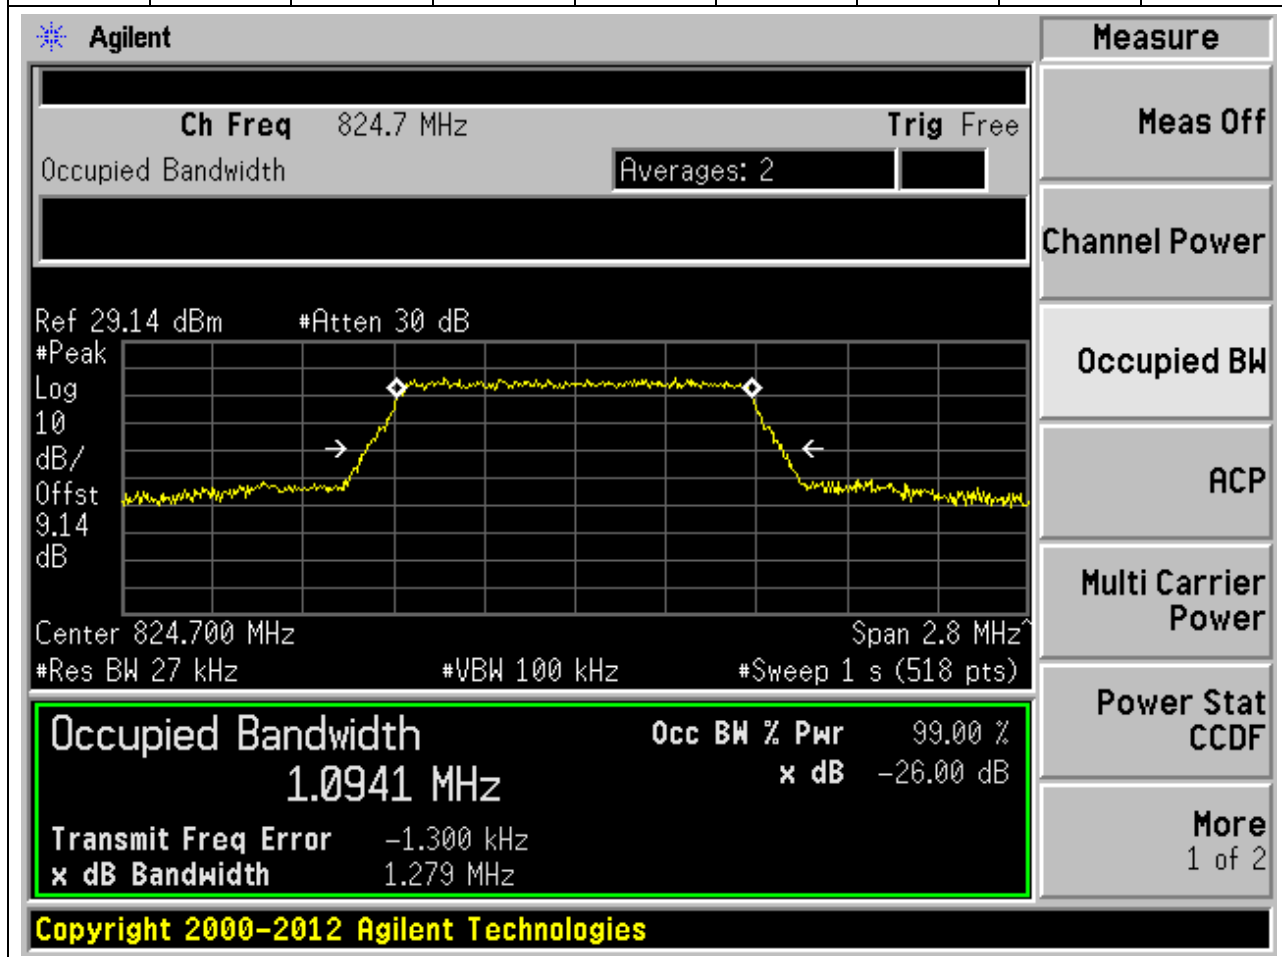 Agilent
Measure
Ch Freq 824.7 MHz Trig Free
Occupied Bandwidth Averages: 2
Ref 29.14 dBm #Atten 30 dB
#Peak
Log
10
dB/
Offst
9.14
dB
Center 824.700 MHz Span 2.8 MHz^
#Res BW 27 kHz #VBW 100 kHz #Sweep 1 s (518 pts)
Occupied Bandwidth Occ BW % Pwr 99.00 %
1.0941 MHz x dB -26.00 dB
Transmit Freq Error -1.300 kHz
x dB Bandwidth 1.279 MHz
Copyright 2000-2012 Agilent Technologies
Meas Off
Channel Power
Occupied BW
ACP
Multi Carrier
Power
Power Stat
CCDF
More
1 of 2